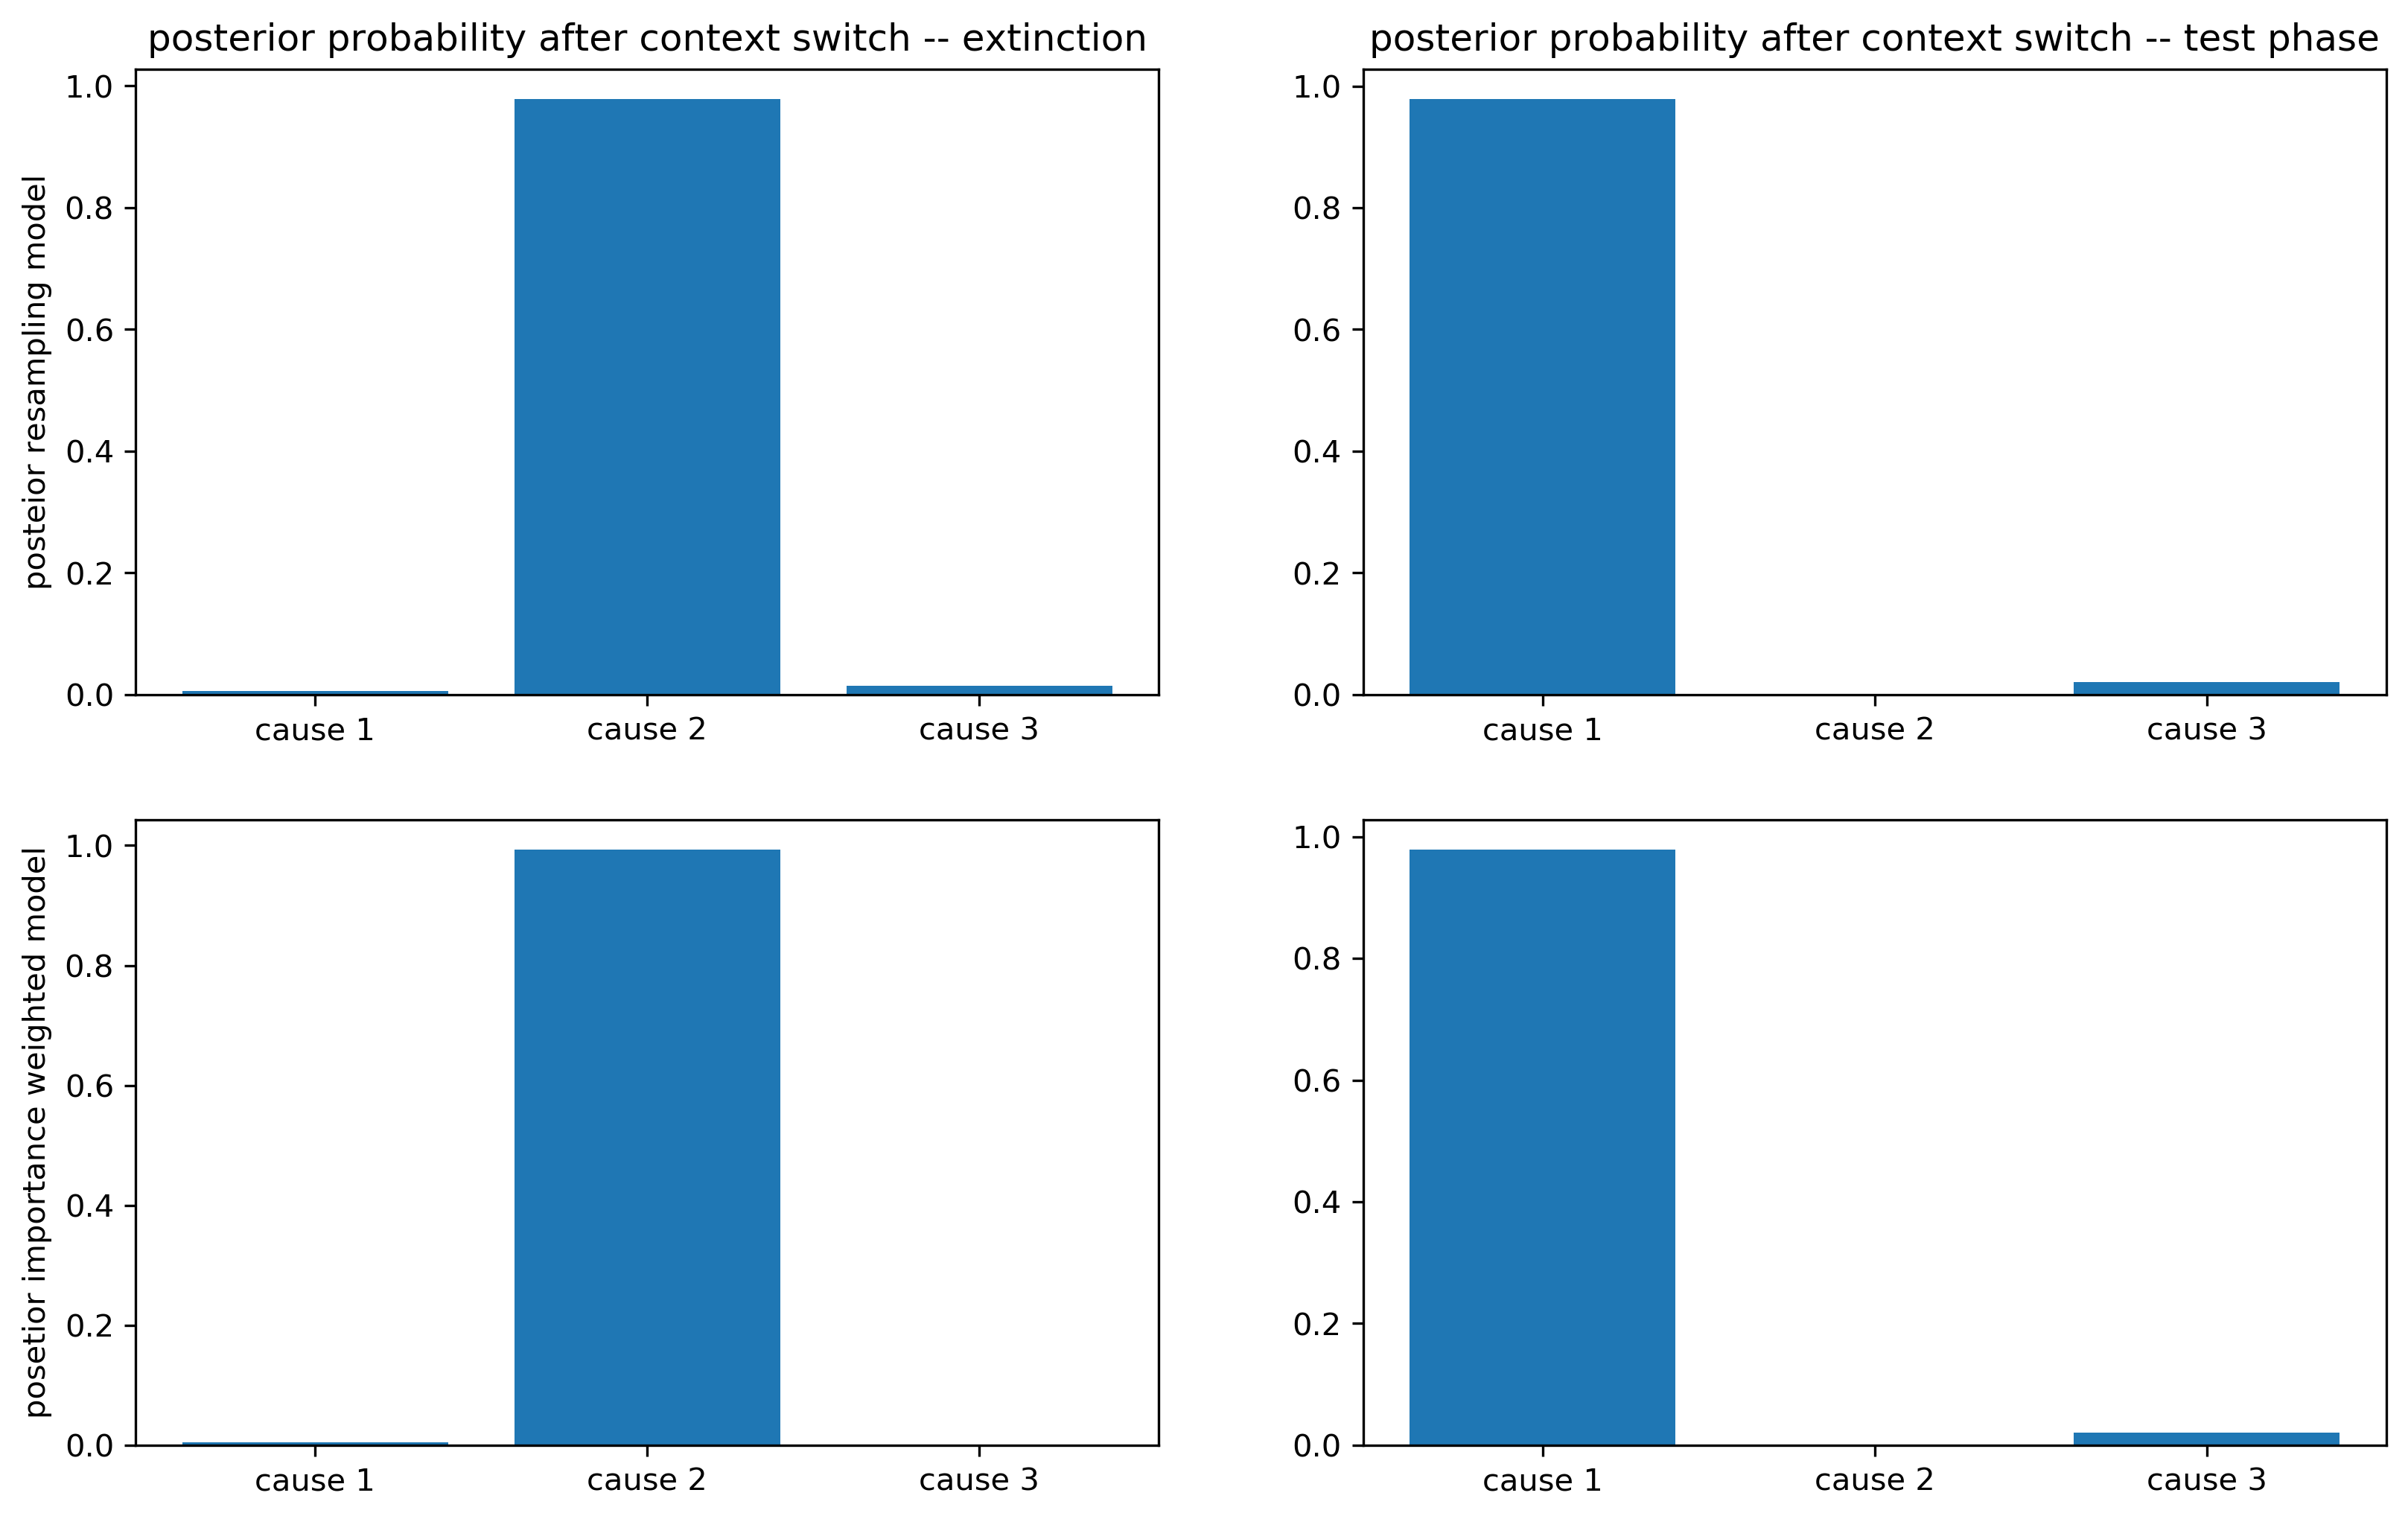 posterior probability after context switch -- extinction
posteior resampling model
1.0
0.8
0.6
0.4
0.2
0.0
cause 1
cause 2
cause 3
posterior probability after context switch -- test phase
1.0
0.8
0.6
0.4
0.2
0.0
cause 1
cause 2
cause 3
posetior importance weighted model
1.0
0.8
0.6
0.4
0.2
0.0
cause 1
cause 2
cause 3
1.0
0.8
0.6
0.4
0.2
0.0
cause 1
cause 2
cause 3